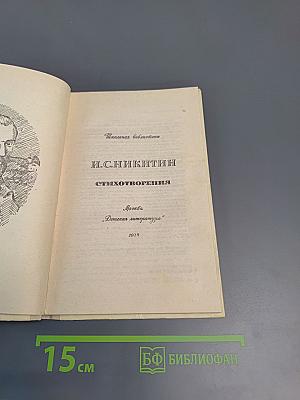 Школьная библиотека
И.С.НИКИТИН
СТИХОТВОРЕНИЯ
Москва
„Детская литература"
15 см
БФ БИБЛИОФАН